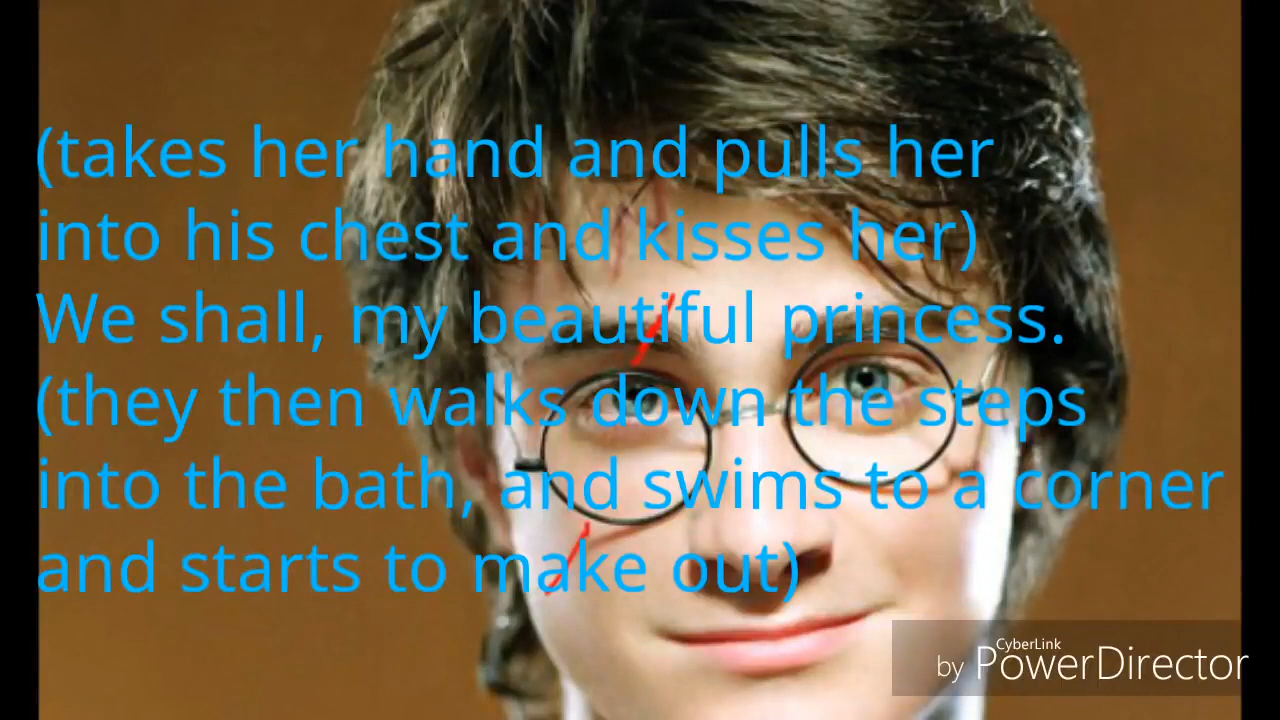 (takes her hand and pulls her
into his chest and kisses her)
We shall, my beautiful princess.
(they then walks down the steps
into the bath, and swims to a corner
and starts to make out)
CyberLink
by PowerDirector